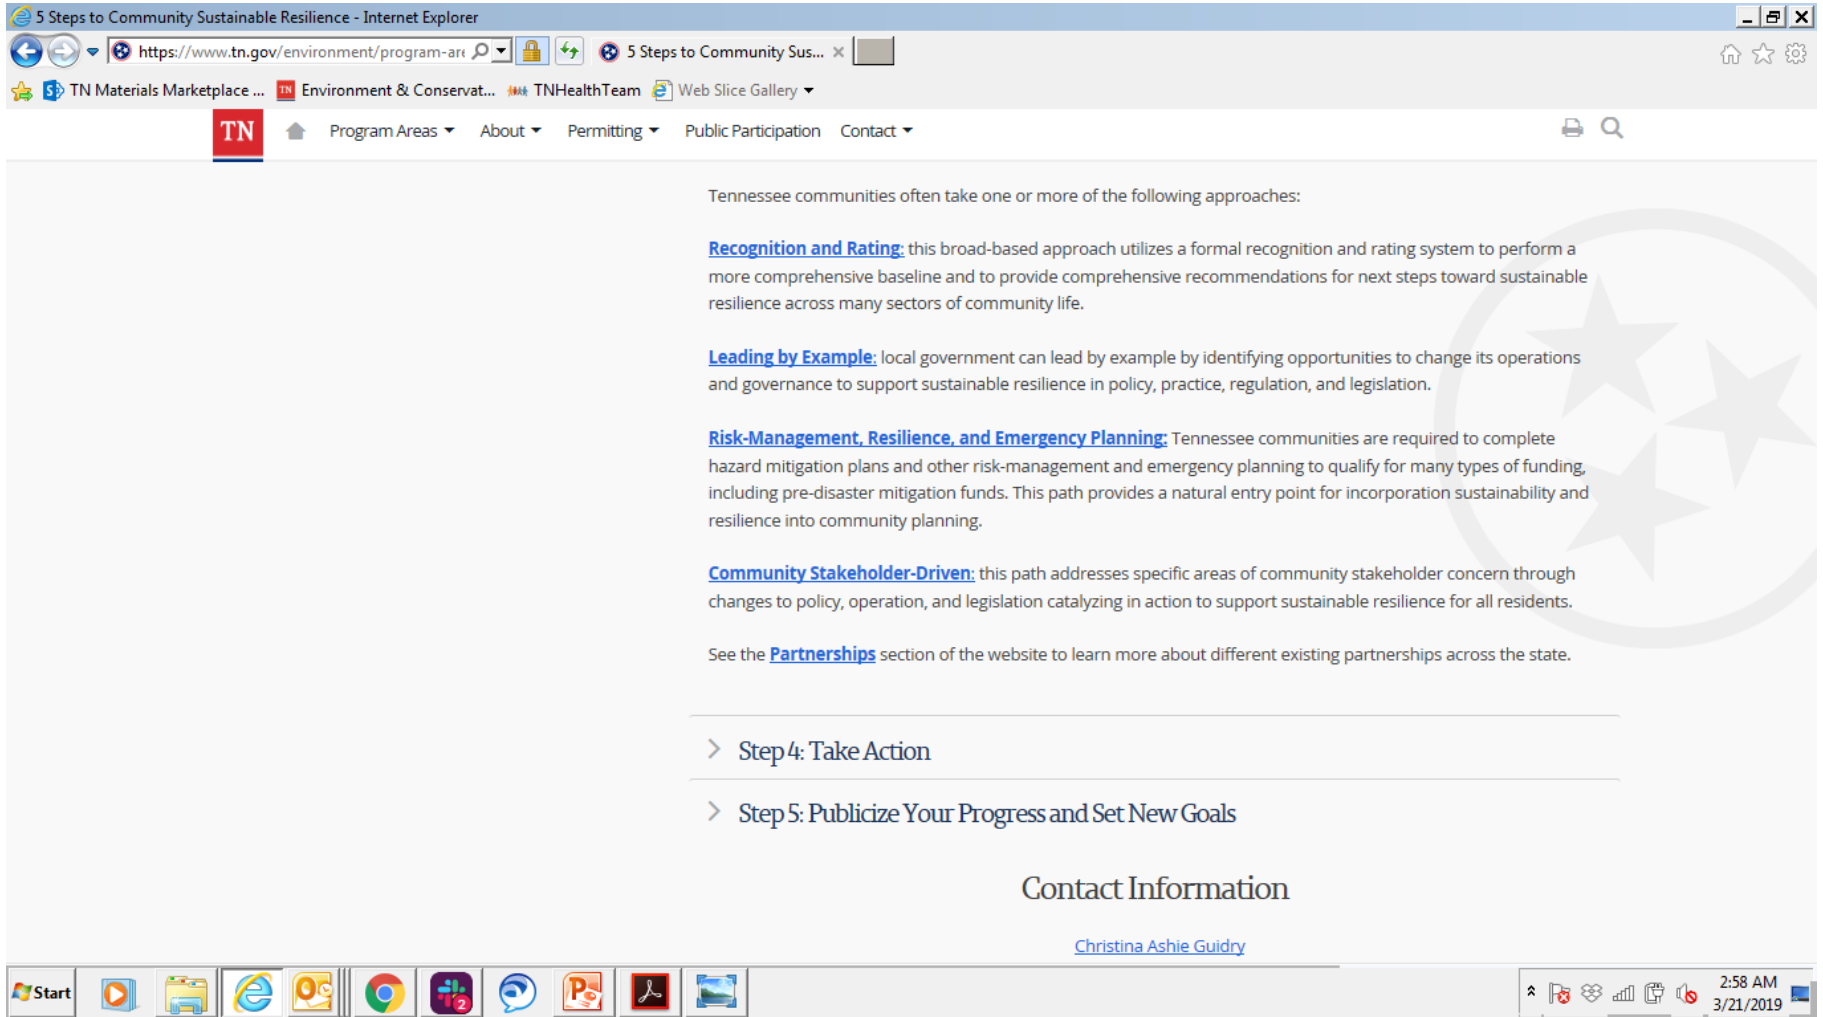 5 Steps to Community Sustainable Resilience - Internet Explorer
https://www.tn.gov/environment/program-are
5 Steps to Community Sus...
TN Materials Marketplace ...
TN
Environment & Conservat...
TNHealthTeam
Web Slice Gallery
TN
Program Areas
About
Permitting
Public Participation
Contact
Tennessee communities often take one or more of the following approaches:
Recognition and Rating: this broad-based approach utilizes a formal recognition and rating system to perform a
more comprehensive baseline and to provide comprehensive recommendations for next steps toward sustainable
resilience across many sectors of community life.
Leading by Example: local government can lead by example by identifying opportunities to change its operations
and governance to support sustainable resilience in policy, practice, regulation, and legislation.
Risk-Management, Resilience, and Emergency Planning: Tennessee communities are required to complete
hazard mitigation plans and other risk-management and emergency planning to qualify for many types of funding,
including pre-disaster mitigation funds. This path provides a natural entry point for incorporation sustainability and
resilience into community planning.
Community Stakeholder-Driven: this path addresses specific areas of community stakeholder concern through
changes to policy, operation, and legislation catalyzing in action to support sustainable resilience for all residents.
See the Partnerships section of the website to learn more about different existing partnerships across the state.
Step 4: Take Action
Step 5: Publicize Your Progress and Set New Goals
Contact Information
Christina Ashie Guidry
Start
2
2:58 AM
3/21/2019